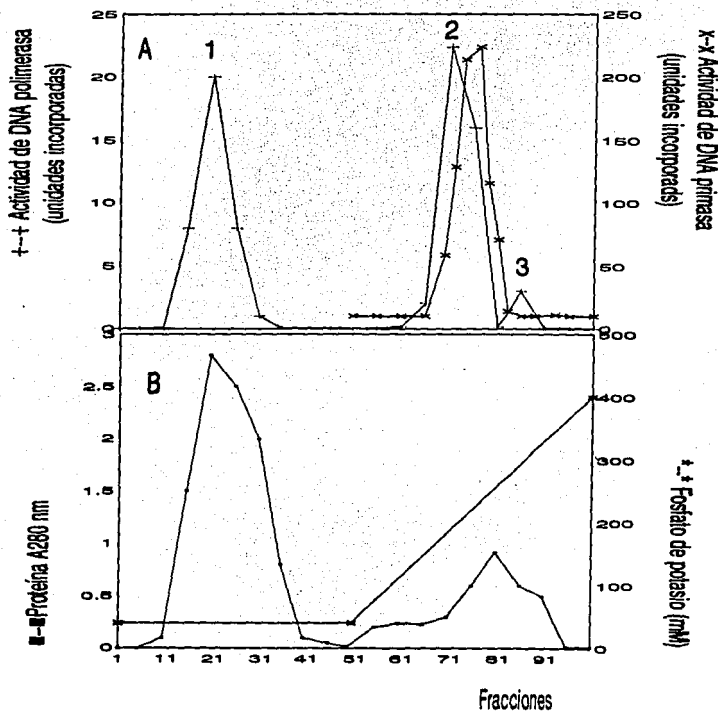 +--+ Actividad de DNA polimerasa
(unidades incorporadas)
25
20
15
10
5
0
A
1
2
3
250
200
150
100
50
0
x-x Actividad de DNA primasa
(unidades incorporads)
■--■Proteína A280 nm
3
2.5
2
1.5
1
0.5
0
B
500
400
300
200
100
0
*..* Fosfato de potasio (mM)
1 11 21 31 41 51 61 71 81 91
Fracciones